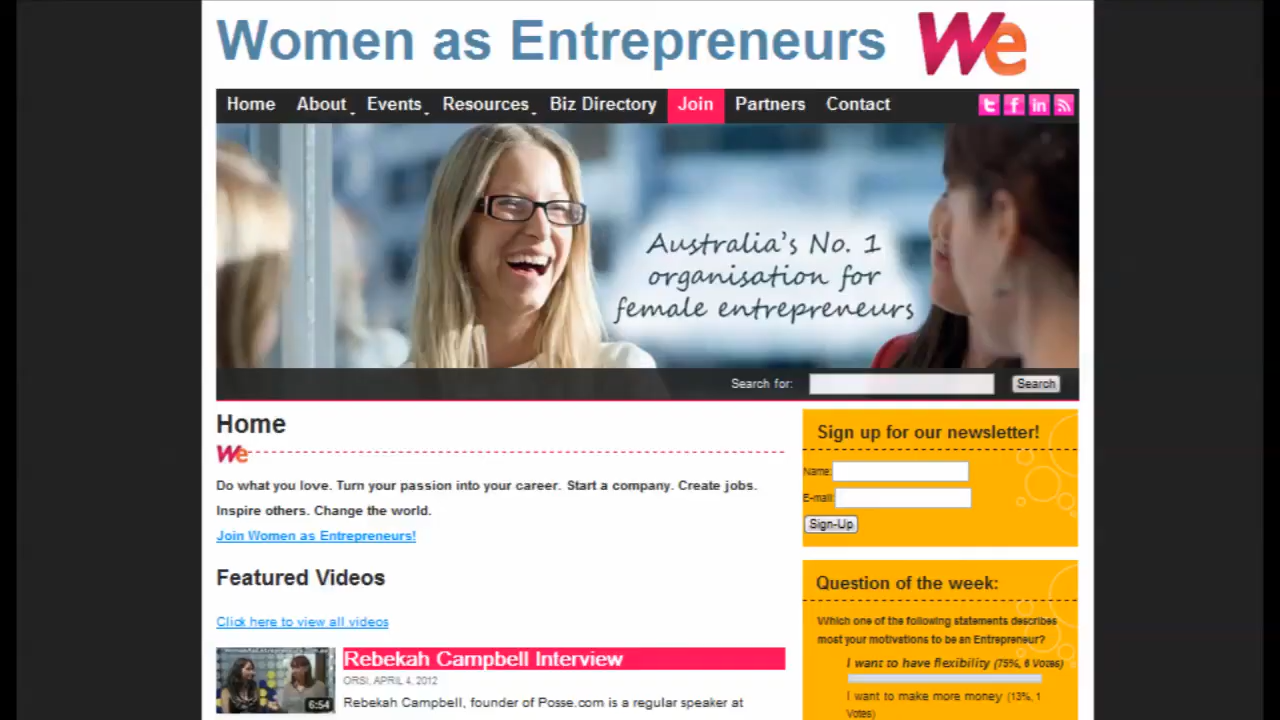 Women as Entrepreneurs
We
Home About Events Resources Biz Directory Join Partners Contact
Australia's No. 1
organisation for
female entrepreneurs
Search for: Search
Home
We
Do what you love. Turn your passion into your career. Start a company. Create jobs.
Inspire others. Change the world.
Join Women as Entrepreneurs!
Featured Videos
Click here to view all videos
Rebekah Campbell Interview
ORSI, APRIL 4, 2012
6:54
Rebekah Campbell, founder of Posse.com is a regular speaker at
Sign up for our newsletter!
Name:
E-mail:
Sign-Up
Question of the week:
Which one of the following statements describes
most your motivations to be an Entrepreneur?
I want to have flexibility (75%, 6 Votes)
I want to make more money (13%, 1
Votes)